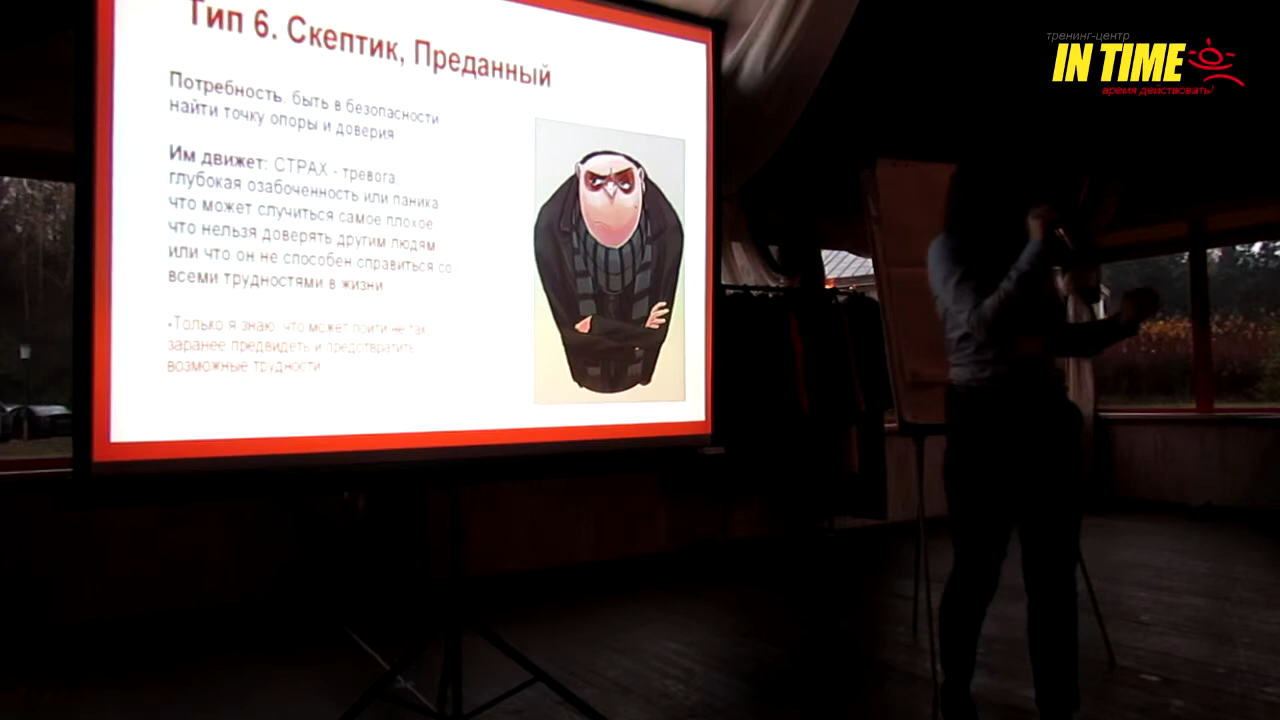 Тип 6. Скептик, Преданный
Потребность: быть в безопасности
найти точку опоры и доверия
Им движет: СТРАХ - тревога
глубокая озабоченность или паника
что может случиться самое плохое
что нельзя доверять другим людям
или что он не способен справиться со
всеми трудностями в жизни
•Только я знаю, что может пойти не так
заранее предвидеть и предотвратить
возможные трудности
тренинг-центр
IN TIME
время действовать!